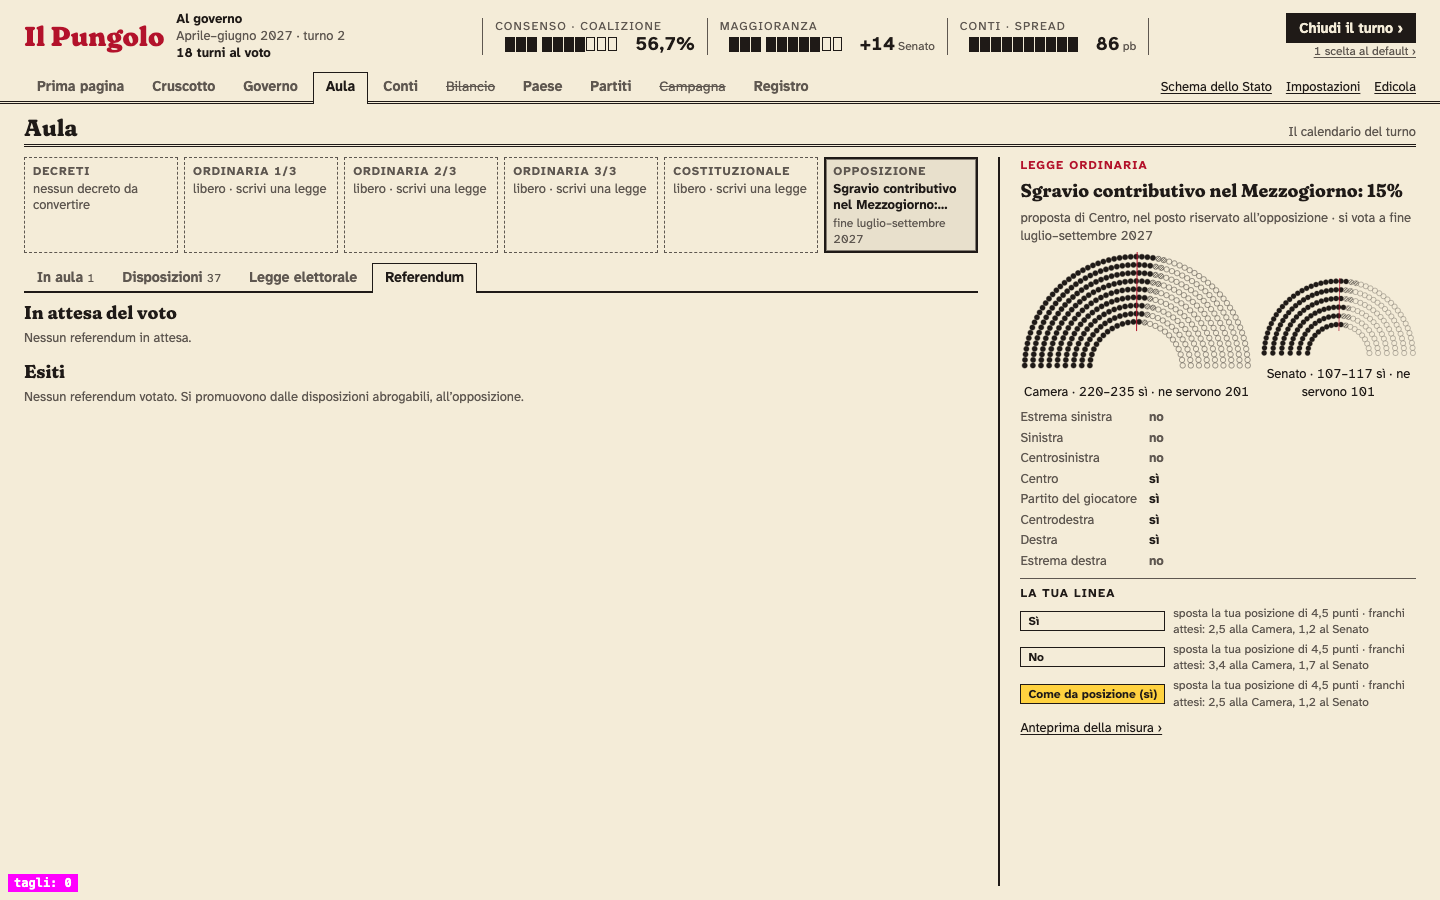 Il Pungolo
Al governo
Aprile–giugno 2027 · turno 2
18 turni al voto
CONSENSO · COALIZIONE
56,7%
MAGGIORANZA
+14 Senato
CONTI · SPREAD
86 pb
Chiudi il turno ›
1 scelta al default ›
Prima pagina Cruscotto Governo Aula Conti Bilancio Paese Partiti Campagna Registro
Schema dello Stato Impostazioni Edicola
Aula
Il calendario del turno
DECRETI
nessun decreto da
convertire
ORDINARIA 1/3
libero · scrivi una legge
ORDINARIA 2/3
libero · scrivi una legge
ORDINARIA 3/3
libero · scrivi una legge
COSTITUZIONALE
libero · scrivi una legge
OPPOSIZIONE
Sgravio contributivo
nel Mezzogiorno:...
fine luglio–settembre
2027
In aula 1 Disposizioni 37 Legge elettorale Referendum
In attesa del voto
Nessun referendum in attesa.
Esiti
Nessun referendum votato. Si promuovono dalle disposizioni abrogabili, all’opposizione.
LEGGE ORDINARIA
Sgravio contributivo nel Mezzogiorno: 15%
proposta di Centro, nel posto riservato all’opposizione · si vota a fine
luglio–settembre 2027
Camera · 220–235 sì · ne servono 201
Senato · 107–117 sì · ne
servono 101
Estrema sinistra no
Sinistra no
Centrosinistra no
Centro sì
Partito del giocatore sì
Centrodestra sì
Destra sì
Estrema destra no
LA TUA LINEA
Sì
sposta la tua posizione di 4,5 punti · franchi
attesi: 2,5 alla Camera, 1,2 al Senato
No
sposta la tua posizione di 4,5 punti · franchi
attesi: 3,4 alla Camera, 1,7 al Senato
Come da posizione (sì)
sposta la tua posizione di 4,5 punti · franchi
attesi: 2,5 alla Camera, 1,2 al Senato
Anteprima della misura ›
tagli: 0